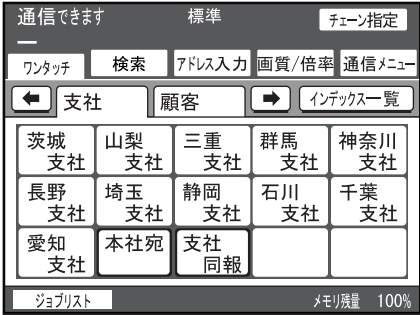 通信できます 標準 チェーン指定
ワンタッチ 検索 アドレス入力 画質/倍率 通信メニュー
支社 顧客 インデックス一覧
茨城 山梨 三重 群馬 神奈川
支社 支社 支社 支社 支社
長野 埼玉 静岡 石川 千葉
支社 支社 支社 支社 支社
愛知 本社宛 支社
支社 同報
ジョブリスト メモリ残量 100%